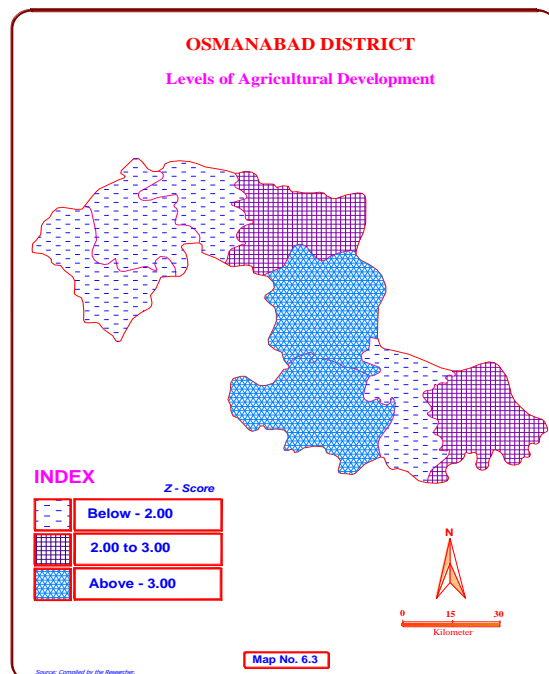 OSMANABAD DISTRICT
Levels of Agricultural Development
INDEX
Z - Score
Below - 2.00
2.00 to 3.00
Above - 3.00
N
0 15 30
Kilometer
Map No. 6.3
Source: Compiled by the Researcher.